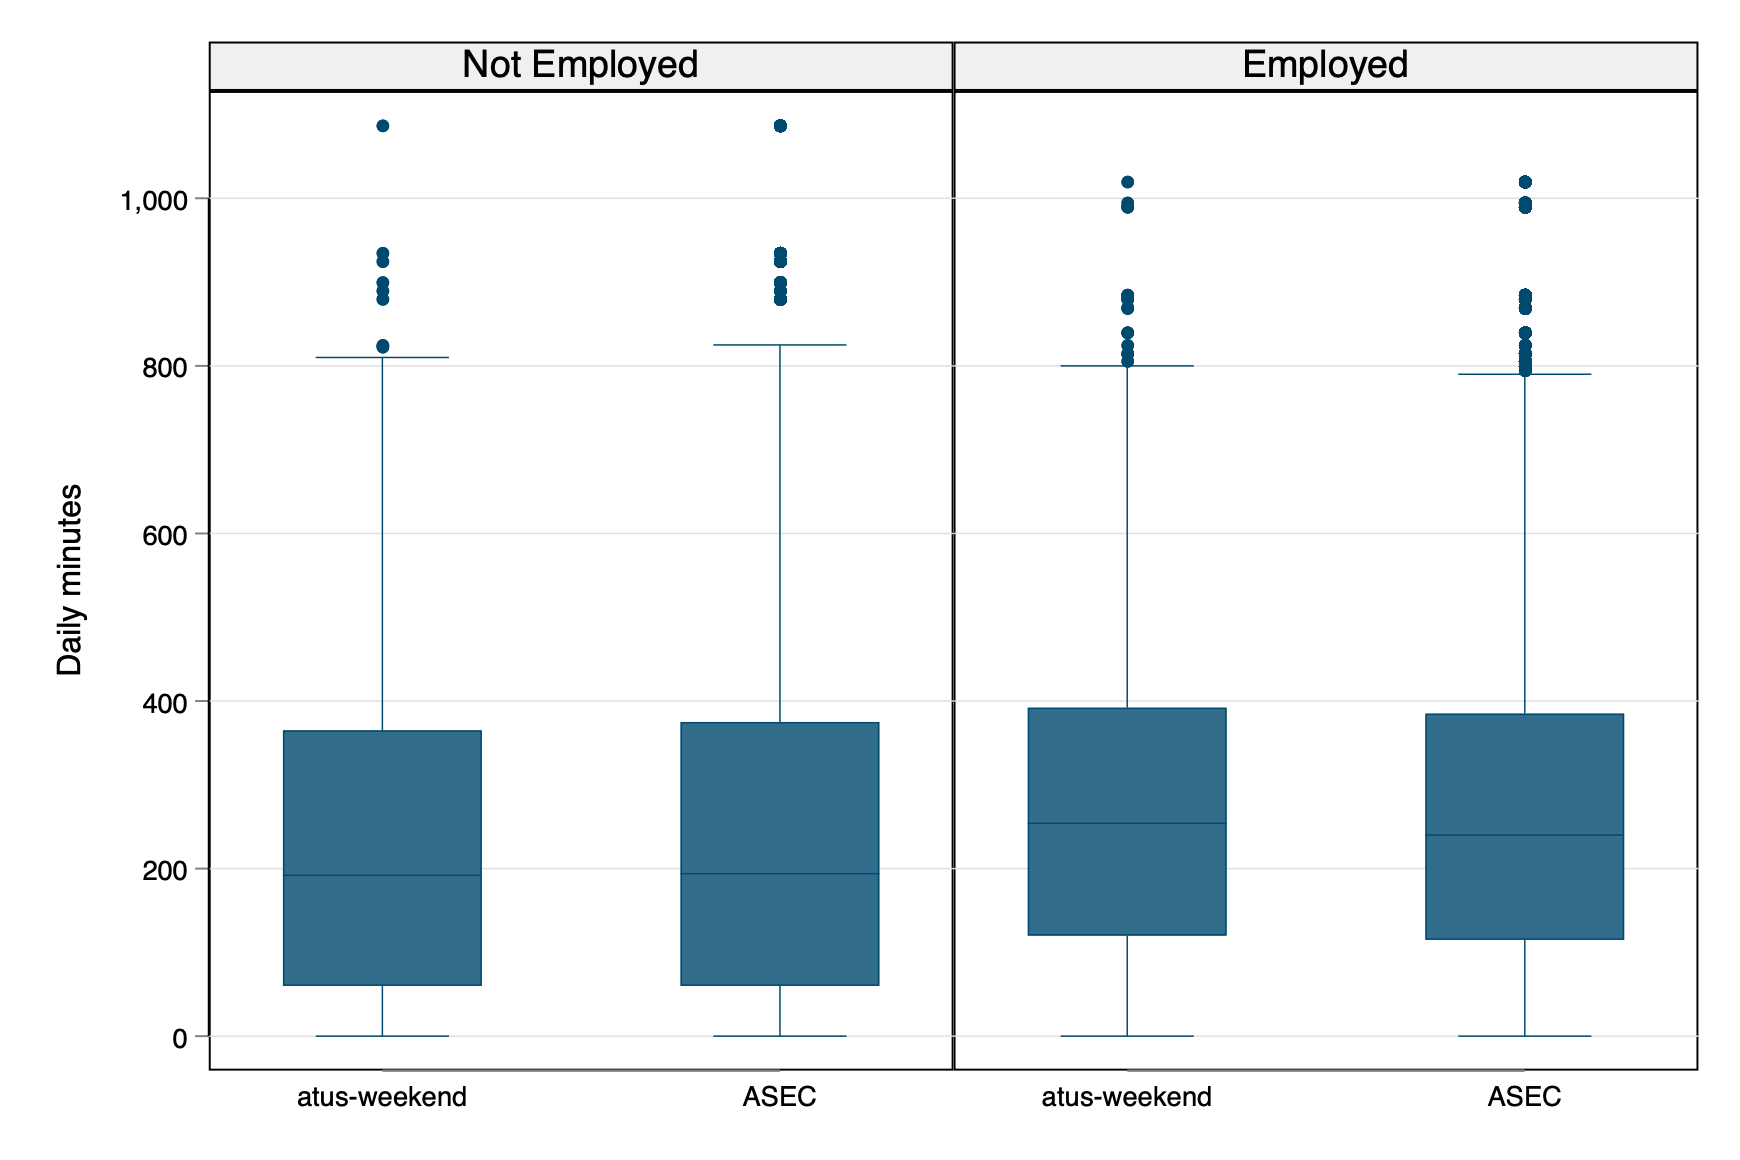 Not Employed
Employed
Daily minutes
1,000
800
600
400
200
0
atus-weekend
ASEC
atus-weekend
ASEC